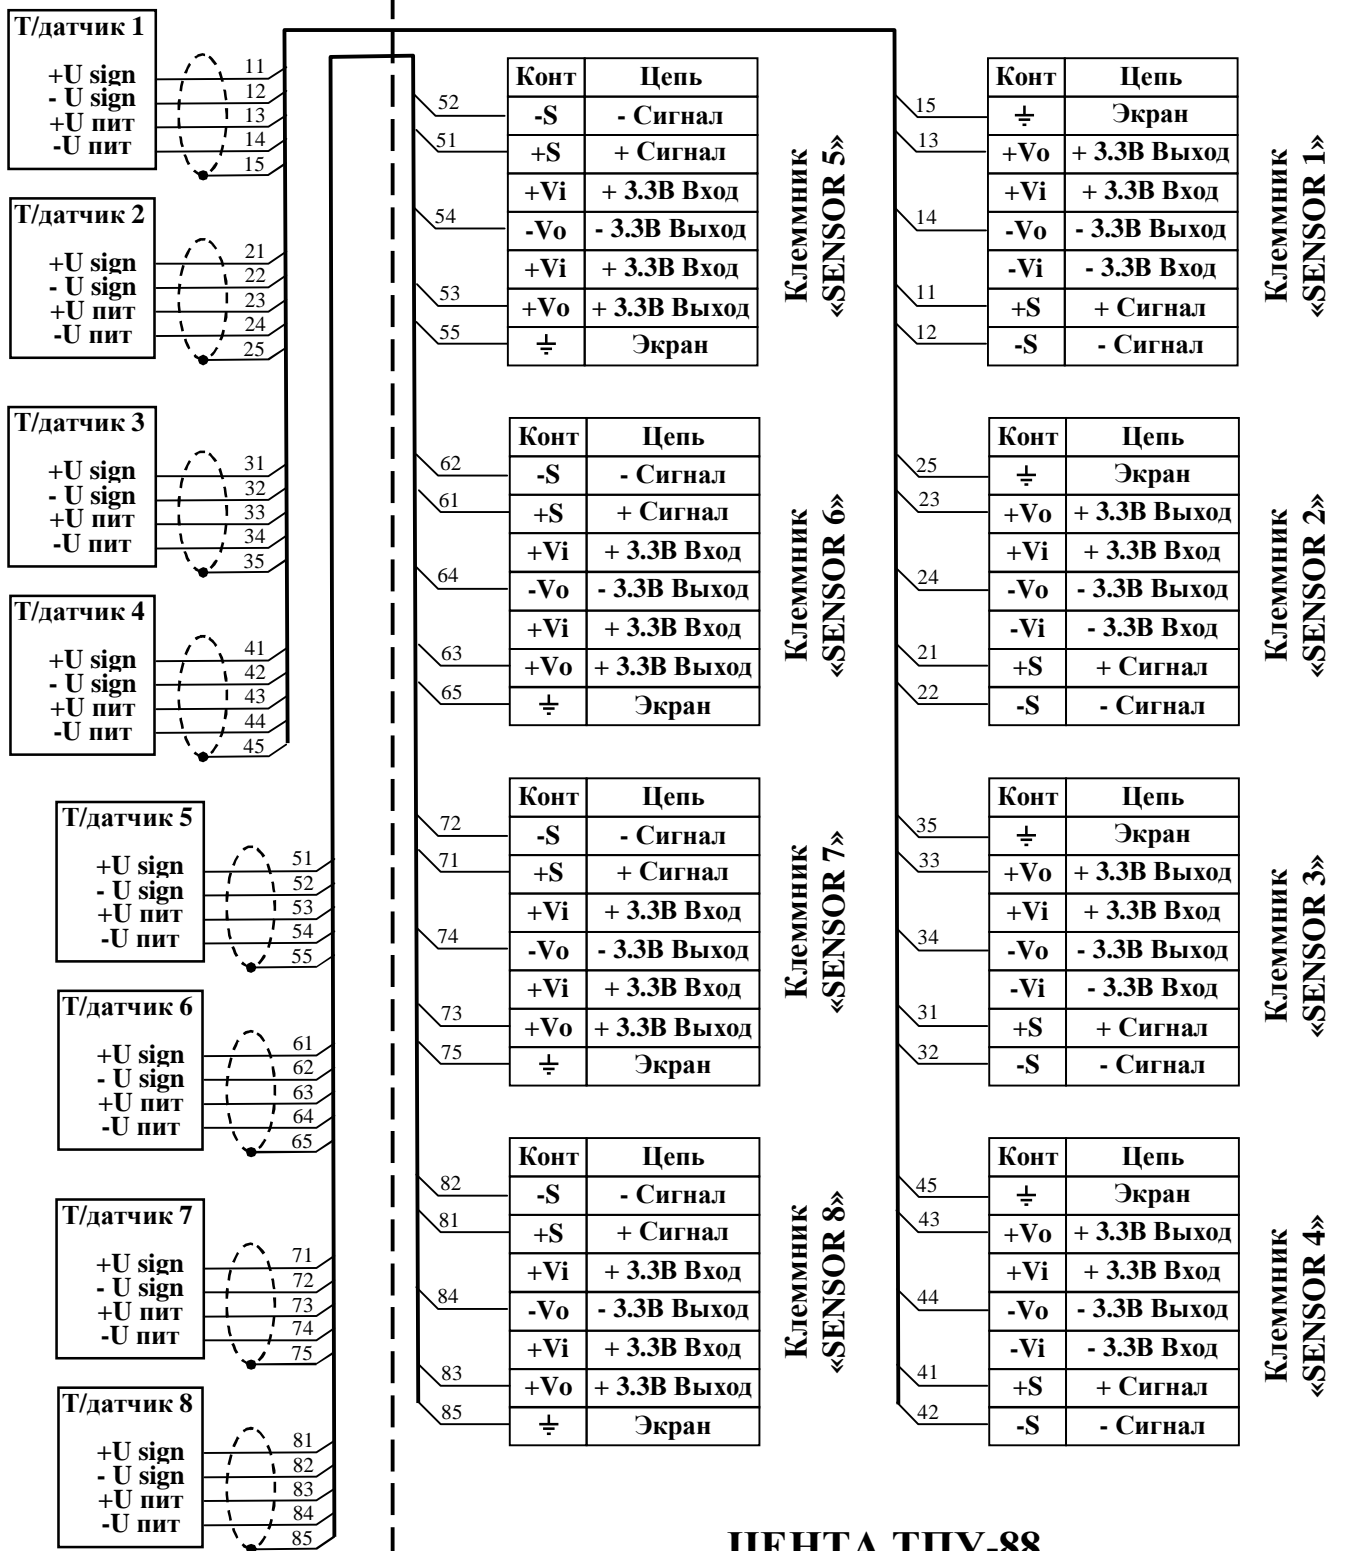 Т/датчик 1
+U sign 11
- U sign 12
+U пит 13
-U пит 14
15
Т/датчик 2
+U sign 21
- U sign 22
+U пит 23
-U пит 24
25
Т/датчик 3
+U sign 31
- U sign 32
+U пит 33
-U пит 34
35
Т/датчик 4
+U sign 41
- U sign 42
+U пит 43
-U пит 44
45
Т/датчик 5
+U sign 51
- U sign 52
+U пит 53
-U пит 54
55
Т/датчик 6
+U sign 61
- U sign 62
+U пит 63
-U пит 64
65
Т/датчик 7
+U sign 71
- U sign 72
+U пит 73
-U пит 74
75
Т/датчик 8
+U sign 81
- U sign 82
+U пит 83
-U пит 84
85
Конт Цепь
52 -S - Сигнал
51 +S + Сигнал
+Vi + 3.3В Вход
54 -Vo - 3.3В Выход
+Vi + 3.3В Вход
53 +Vo + 3.3В Выход
55 Экран
Клеммник
«SENSOR 5»
Конт Цепь
62 -S - Сигнал
61 +S + Сигнал
+Vi + 3.3В Вход
64 -Vo - 3.3В Выход
+Vi + 3.3В Вход
63 +Vo + 3.3В Выход
65 Экран
Клеммник
«SENSOR 6»
Конт Цепь
72 -S - Сигнал
71 +S + Сигнал
+Vi + 3.3В Вход
74 -Vo - 3.3В Выход
+Vi + 3.3В Вход
73 +Vo + 3.3В Выход
75 Экран
Клеммник
«SENSOR 7»
Конт Цепь
82 -S - Сигнал
81 +S + Сигнал
+Vi + 3.3В Вход
84 -Vo - 3.3В Выход
+Vi + 3.3В Вход
83 +Vo + 3.3В Выход
85 Экран
Клеммник
«SENSOR 8»
Конт Цепь
15 Экран
13 +Vo + 3.3В Выход
+Vi + 3.3В Вход
14 -Vo - 3.3В Выход
-Vi - 3.3В Вход
11 +S + Сигнал
12 -S - Сигнал
Клеммник
«SENSOR 1»
Конт Цепь
25 Экран
23 +Vo + 3.3В Выход
+Vi + 3.3В Вход
24 -Vo - 3.3В Выход
-Vi - 3.3В Вход
21 +S + Сигнал
22 -S - Сигнал
Клеммник
«SENSOR 2»
Конт Цепь
35 Экран
33 +Vo + 3.3В Выход
+Vi + 3.3В Вход
34 -Vo - 3.3В Выход
-Vi - 3.3В Вход
31 +S + Сигнал
32 -S - Сигнал
Клеммник
«SENSOR 3»
Конт Цепь
45 Экран
43 +Vo + 3.3В Выход
+Vi + 3.3В Вход
44 -Vo - 3.3В Выход
-Vi - 3.3В Вход
41 +S + Сигнал
42 -S - Сигнал
Клеммник
«SENSOR 4»
ЦЕНТА ТПУ-88